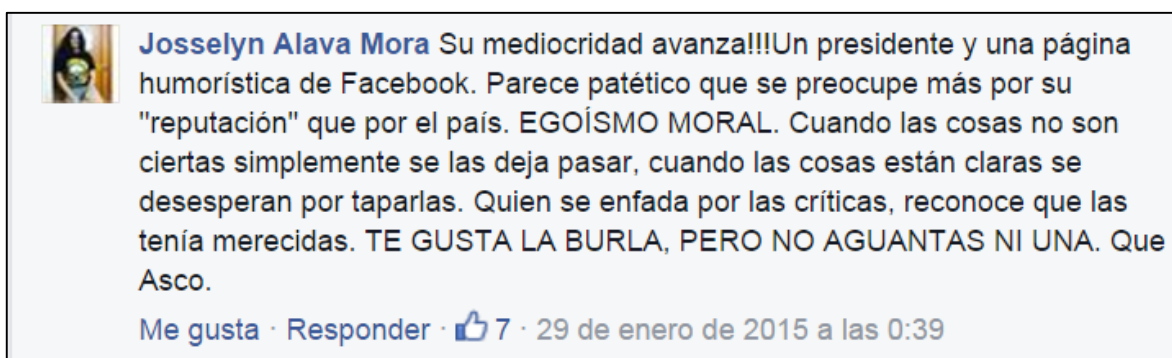 Josselyn Alava Mora Su mediocridad avanza!!!Un presidente y una página
humorística de Facebook. Parece patético que se preocupe más por su
"reputación" que por el país. EGOÍSMO MORAL. Cuando las cosas no son
ciertas simplemente se las deja pasar, cuando las cosas están claras se
desesperan por taparlas. Quien se enfada por las críticas, reconoce que las
tenía merecidas. TE GUSTA LA BURLA, PERO NO AGUANTAS NI UNA. Que
Asco.
Me gusta · Responder · 7 · 29 de enero de 2015 a las 0:39